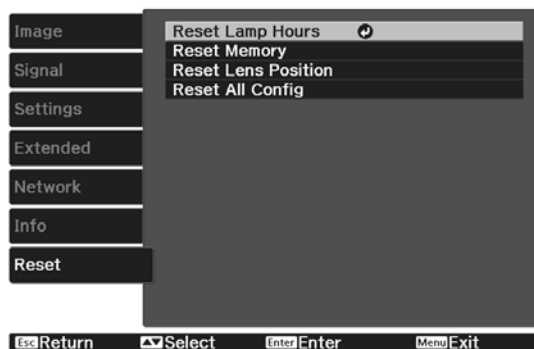 Image
Signal
Settings
Extended
Network
Info
Reset
Reset Lamp Hours
Reset Memory
Reset Lens Position
Reset All Config
Esc Return Select Enter Enter Menu Exit